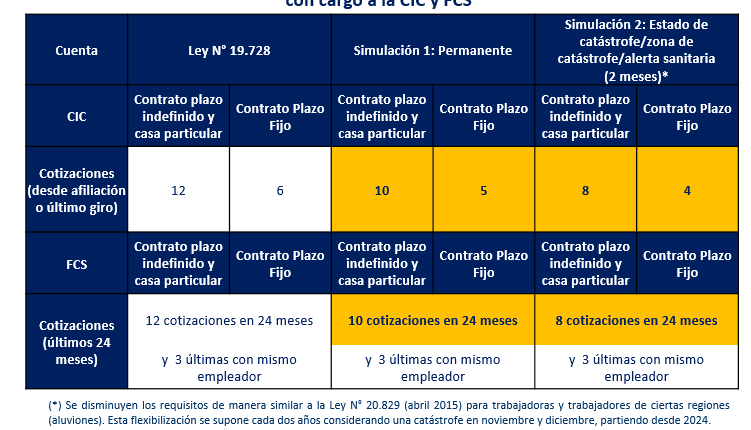 con cargo a la CIC y FCS
Cuenta
Ley N° 19.728
Simulación 1: Permanente
Simulación 2: Estado de
catástrofe/zona de
catástrofe/alerta sanitaria
(2 meses)*
CIC
Contrato plazo
indefinido y
casa particular
Contrato Plazo
Fijo
Contrato plazo
indefinido y
casa particular
Contrato Plazo
Fijo
Contrato plazo
indefinido y
casa particular
Contrato Plazo
Fijo
Cotizaciones
(desde afiliación
o último giro)
12
6
10
5
8
4
FCS
Contrato plazo
indefinido y
casa particular
Contrato Plazo
Fijo
Contrato plazo
indefinido y
casa particular
Contrato Plazo
Fijo
Contrato plazo
indefinido y
casa particular
Contrato Plazo
Fijo
Cotizaciones
(últimos 24
meses)
12 cotizaciones en 24 meses
10 cotizaciones en 24 meses
8 cotizaciones en 24 meses
y 3 últimas con mismo
empleador
y 3 últimas con mismo
empleador
y 3 últimas con mismo
empleador
(*) Se disminuyen los requisitos de manera similar a la Ley N° 20.829 (abril 2015) para trabajadoras y trabajadores de ciertas regiones
(aluviones). Esta flexibilización se supone cada dos años considerando una catástrofe en noviembre y diciembre, partiendo desde 2024.